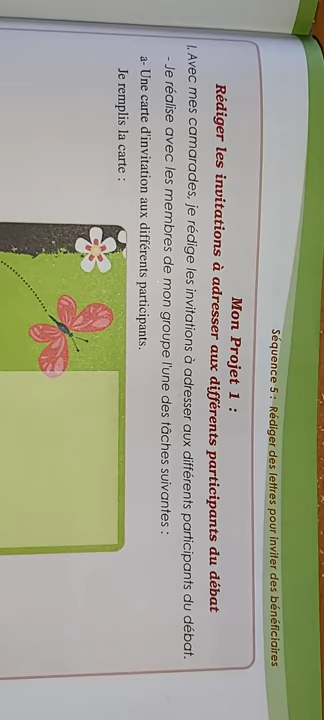 Séquence 5 : Rédiger des lettres pour inviter des bénéficiaires
Mon Projet 1 :
Rédiger les invitations à adresser aux différents participants du débat
I. Avec mes camarades, je rédige les invitations à adresser aux différents participants du débat.
- Je réalise avec les membres de mon groupe l'une des tâches suivantes :
a- Une carte d'invitation aux différents participants.
Je remplis la carte :